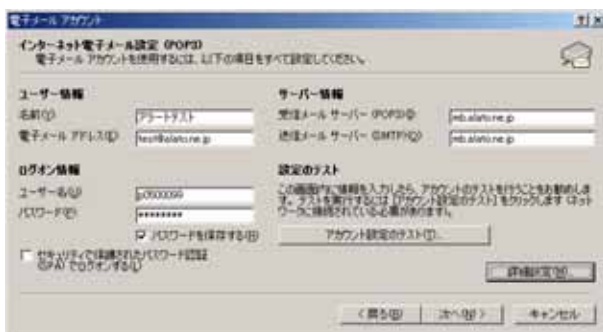 電子メール アカウント
インターネット電子メール設定 (POP3)
電子メール アカウントを使用するには、以下の項目をすべて設定してください。
ユーザー情報
名前(Y)
アラートテスト
電子メール アドレス(E)
test@alato.ne.jp
サーバー情報
受信メール サーバー (POP3)(I)
mb.alato.ne.jp
送信メール サーバー (SMTP)(O)
mb.alato.ne.jp
ログオン情報
ユーザー名(U)
p0600099
パスワード(P)
********
パスワードを保存する(R)
セキュリティで保護されたパスワード認証
(SPA) でログオンする(L)
設定のテスト
この画面内に情報を入力したら、アカウントのテストを行うことをお勧めしま
す。テストを実行するには [アカウント設定のテスト] をクリックします (ネット
ワークに接続されている必要があります)。
アカウント設定のテスト(T)...
詳細設定(M)...
< 戻る(B)
次へ(N) >
キャンセル